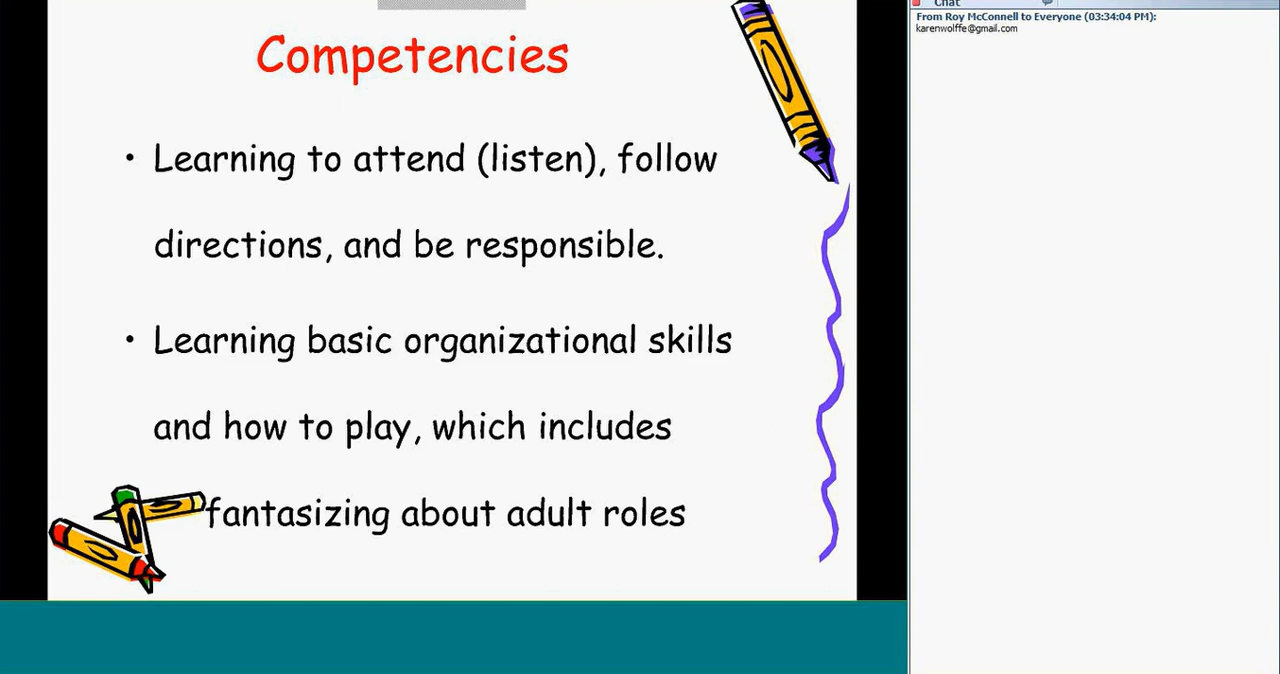 Competencies
• Learning to attend (listen), follow
directions, and be responsible.
• Learning basic organizational skills
and how to play, which includes
fantasizing about adult roles
Chat
From Roy McConnell to Everyone (03:34:04 PM):
karenwolffe@gmail.com